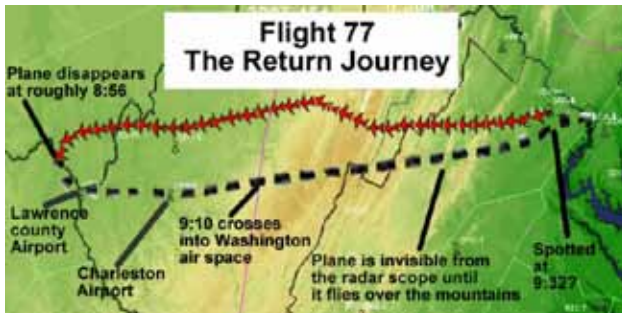 Flight 77
The Return Journey
Plane disappears
at roughly 8:56
Lawrence
county
Airport
Charleston
Airport
9:10 crosses
into Washington
air space
Plane is invisible from
the radar scope until
it flies over the mountains
Spotted
at
9:32?